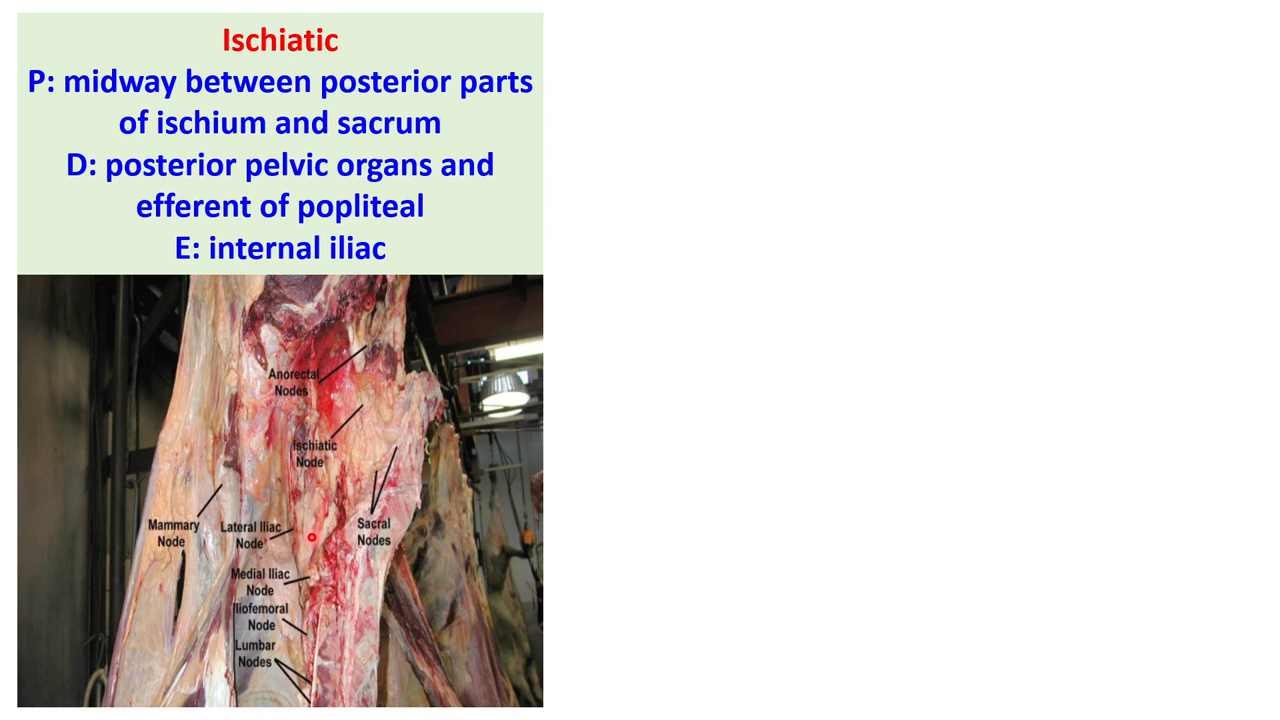 Ischiatic
P: midway between posterior parts
of ischium and sacrum
D: posterior pelvic organs and
efferent of popliteal
E: internal iliac
Anorectal
Nodes
Ischiatic
Node
Mammary
Node
Lateral Iliac
Node
Sacral
Nodes
Medial Iliac
Node
Iliofemoral
Node
Lumbar
Nodes